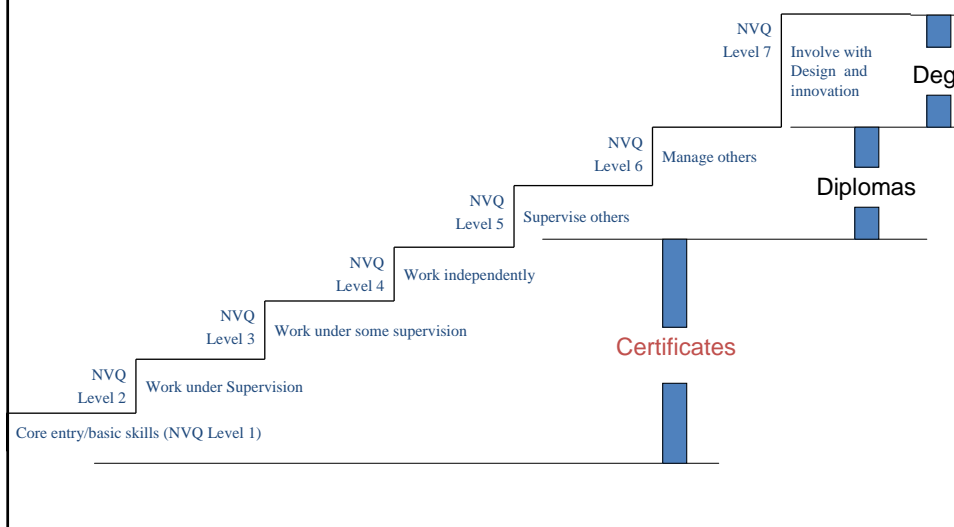 NVQ
Level 7
Involve with
Design and
innovation
Deg
NVQ
Level 6
Manage others
Diplomas
NVQ
Level 5
Supervise others
NVQ
Level 4
Work independently
NVQ
Level 3
Work under some supervision
Certificates
NVQ
Level 2
Work under Supervision
Core entry/basic skills (NVQ Level 1)